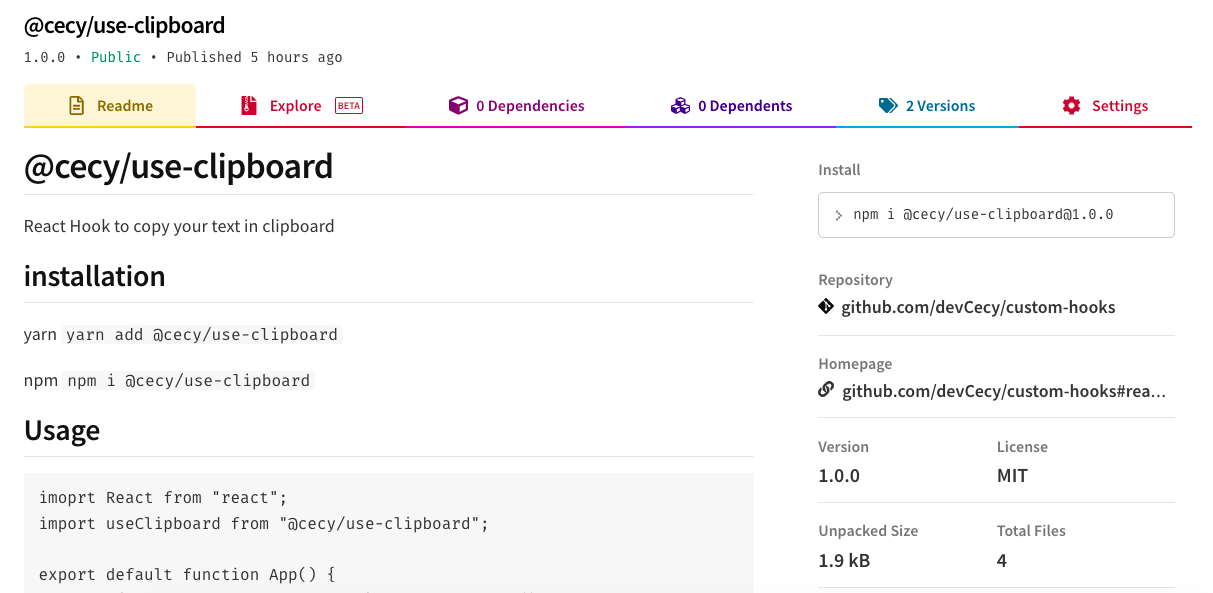 @cecy/use-clipboard
1.0.0 • Public • Published 5 hours ago
Readme
Explore BETA
0 Dependencies
0 Dependents
2 Versions
Settings
@cecy/use-clipboard
React Hook to copy your text in clipboard
installation
yarn yarn add @cecy/use-clipboard
npm npm i @cecy/use-clipboard
Usage
imoprt React from "react";
import useClipboard from "@cecy/use-clipboard";
export default function App() {
Install
> npm i @cecy/use-clipboard@1.0.0
Repository
github.com/devCecy/custom-hooks
Homepage
github.com/devCecy/custom-hooks#rea...
Version
1.0.0
License
MIT
Unpacked Size
1.9 kB
Total Files
4